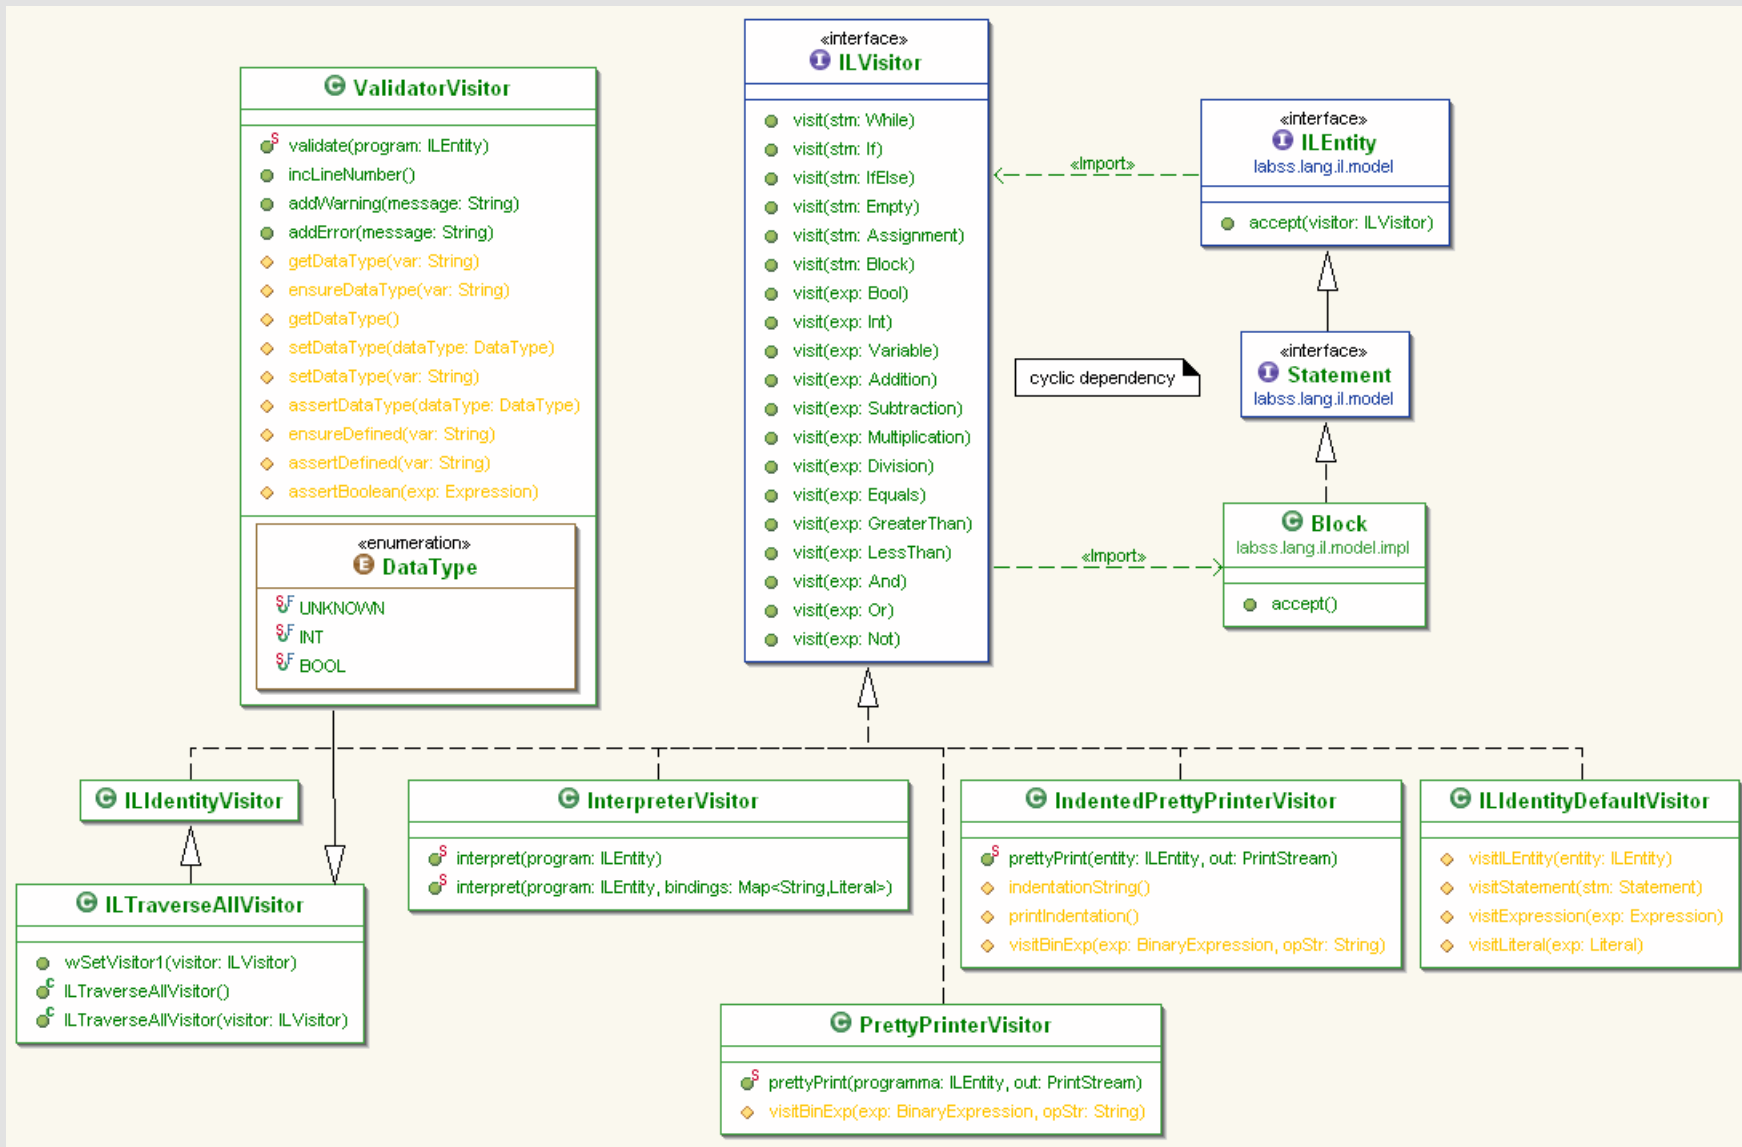 ValidatorVisitor
validate(program: ILEntity)
incLineNumber()
addWarning(message: String)
addError(message: String)
getDataType(var: String)
ensureDataType(var: String)
getDataType()
setDataType(dataType: DataType)
setDataType(var: String)
assertDataType(dataType: DataType)
ensureDefined(var: String)
assertDefined(var: String)
assertBoolean(exp: Expression)
«enumeration»
DataType
UNKNOWN
INT
BOOL
«interface»
ILVisitor
visit(stm: While)
visit(stm: If)
visit(stm: IfElse)
visit(stm: Empty)
visit(stm: Assignment)
visit(stm: Block)
visit(exp: Bool)
visit(exp: Int)
visit(exp: Variable)
visit(exp: Addition)
visit(exp: Subtraction)
visit(exp: Multiplication)
visit(exp: Division)
visit(exp: Equals)
visit(exp: GreaterThan)
visit(exp: LessThan)
visit(exp: And)
visit(exp: Or)
visit(exp: Not)
«Import»
cyclic dependency
«Import»
«interface»
ILEntity
labss.lang.il.model
accept(visitor: ILVisitor)
«interface»
Statement
labss.lang.il.model
Block
labss.lang.il.model.impl
accept()
ILIdentityVisitor
ILTraverseAllVisitor
wSetVisitor1(visitor: ILVisitor)
ILTraverseAllVisitor()
ILTraverseAllVisitor(visitor: ILVisitor)
InterpreterVisitor
interpret(program: ILEntity)
interpret(program: ILEntity, bindings: Map<String,Literal>)
IndentedPrettyPrinterVisitor
prettyPrint(entity: ILEntity, out: PrintStream)
indentationString()
printIndentation()
visitBinExp(exp: BinaryExpression, opStr: String)
ILIdentityDefaultVisitor
visitILEntity(entity: ILEntity)
visitStatement(stm: Statement)
visitExpression(exp: Expression)
visitLiteral(exp: Literal)
PrettyPrinterVisitor
prettyPrint(programma: ILEntity, out: PrintStream)
visitBinExp(exp: BinaryExpression, opStr: String)